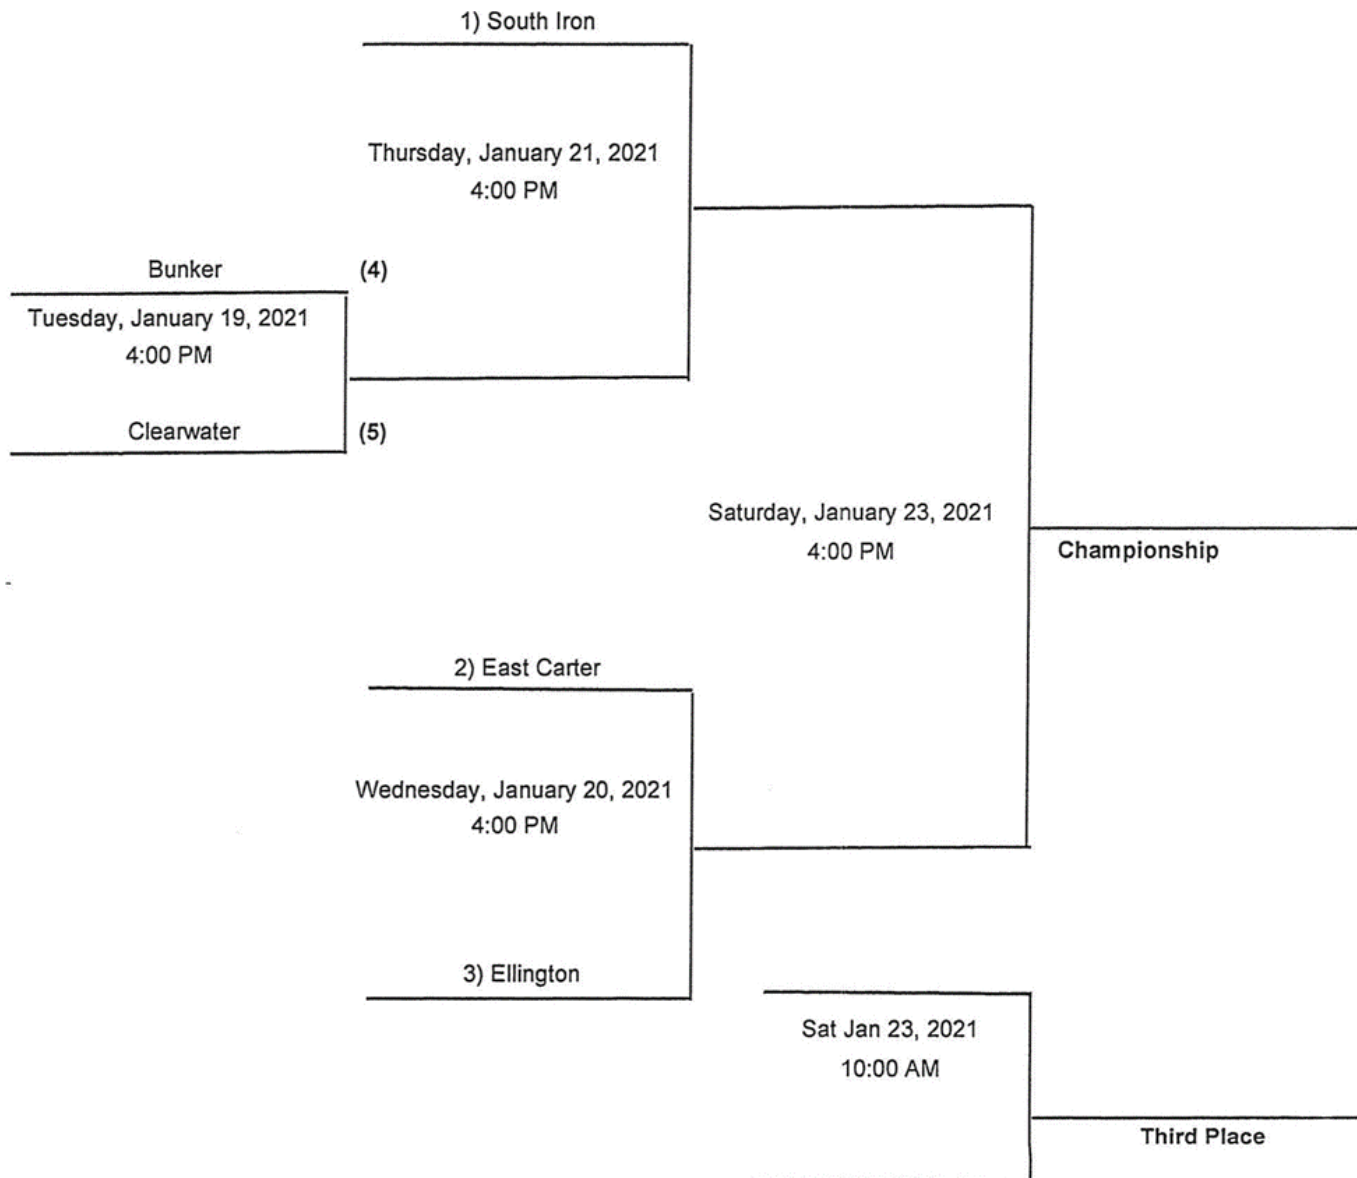 1) South Iron
Thursday, January 21, 2021
4:00 PM
Bunker (4)
Tuesday, January 19, 2021
4:00 PM
Clearwater (5)
Saturday, January 23, 2021
4:00 PM
Championship
2) East Carter
Wednesday, January 20, 2021
4:00 PM
3) Ellington
Sat Jan 23, 2021
10:00 AM
Third Place